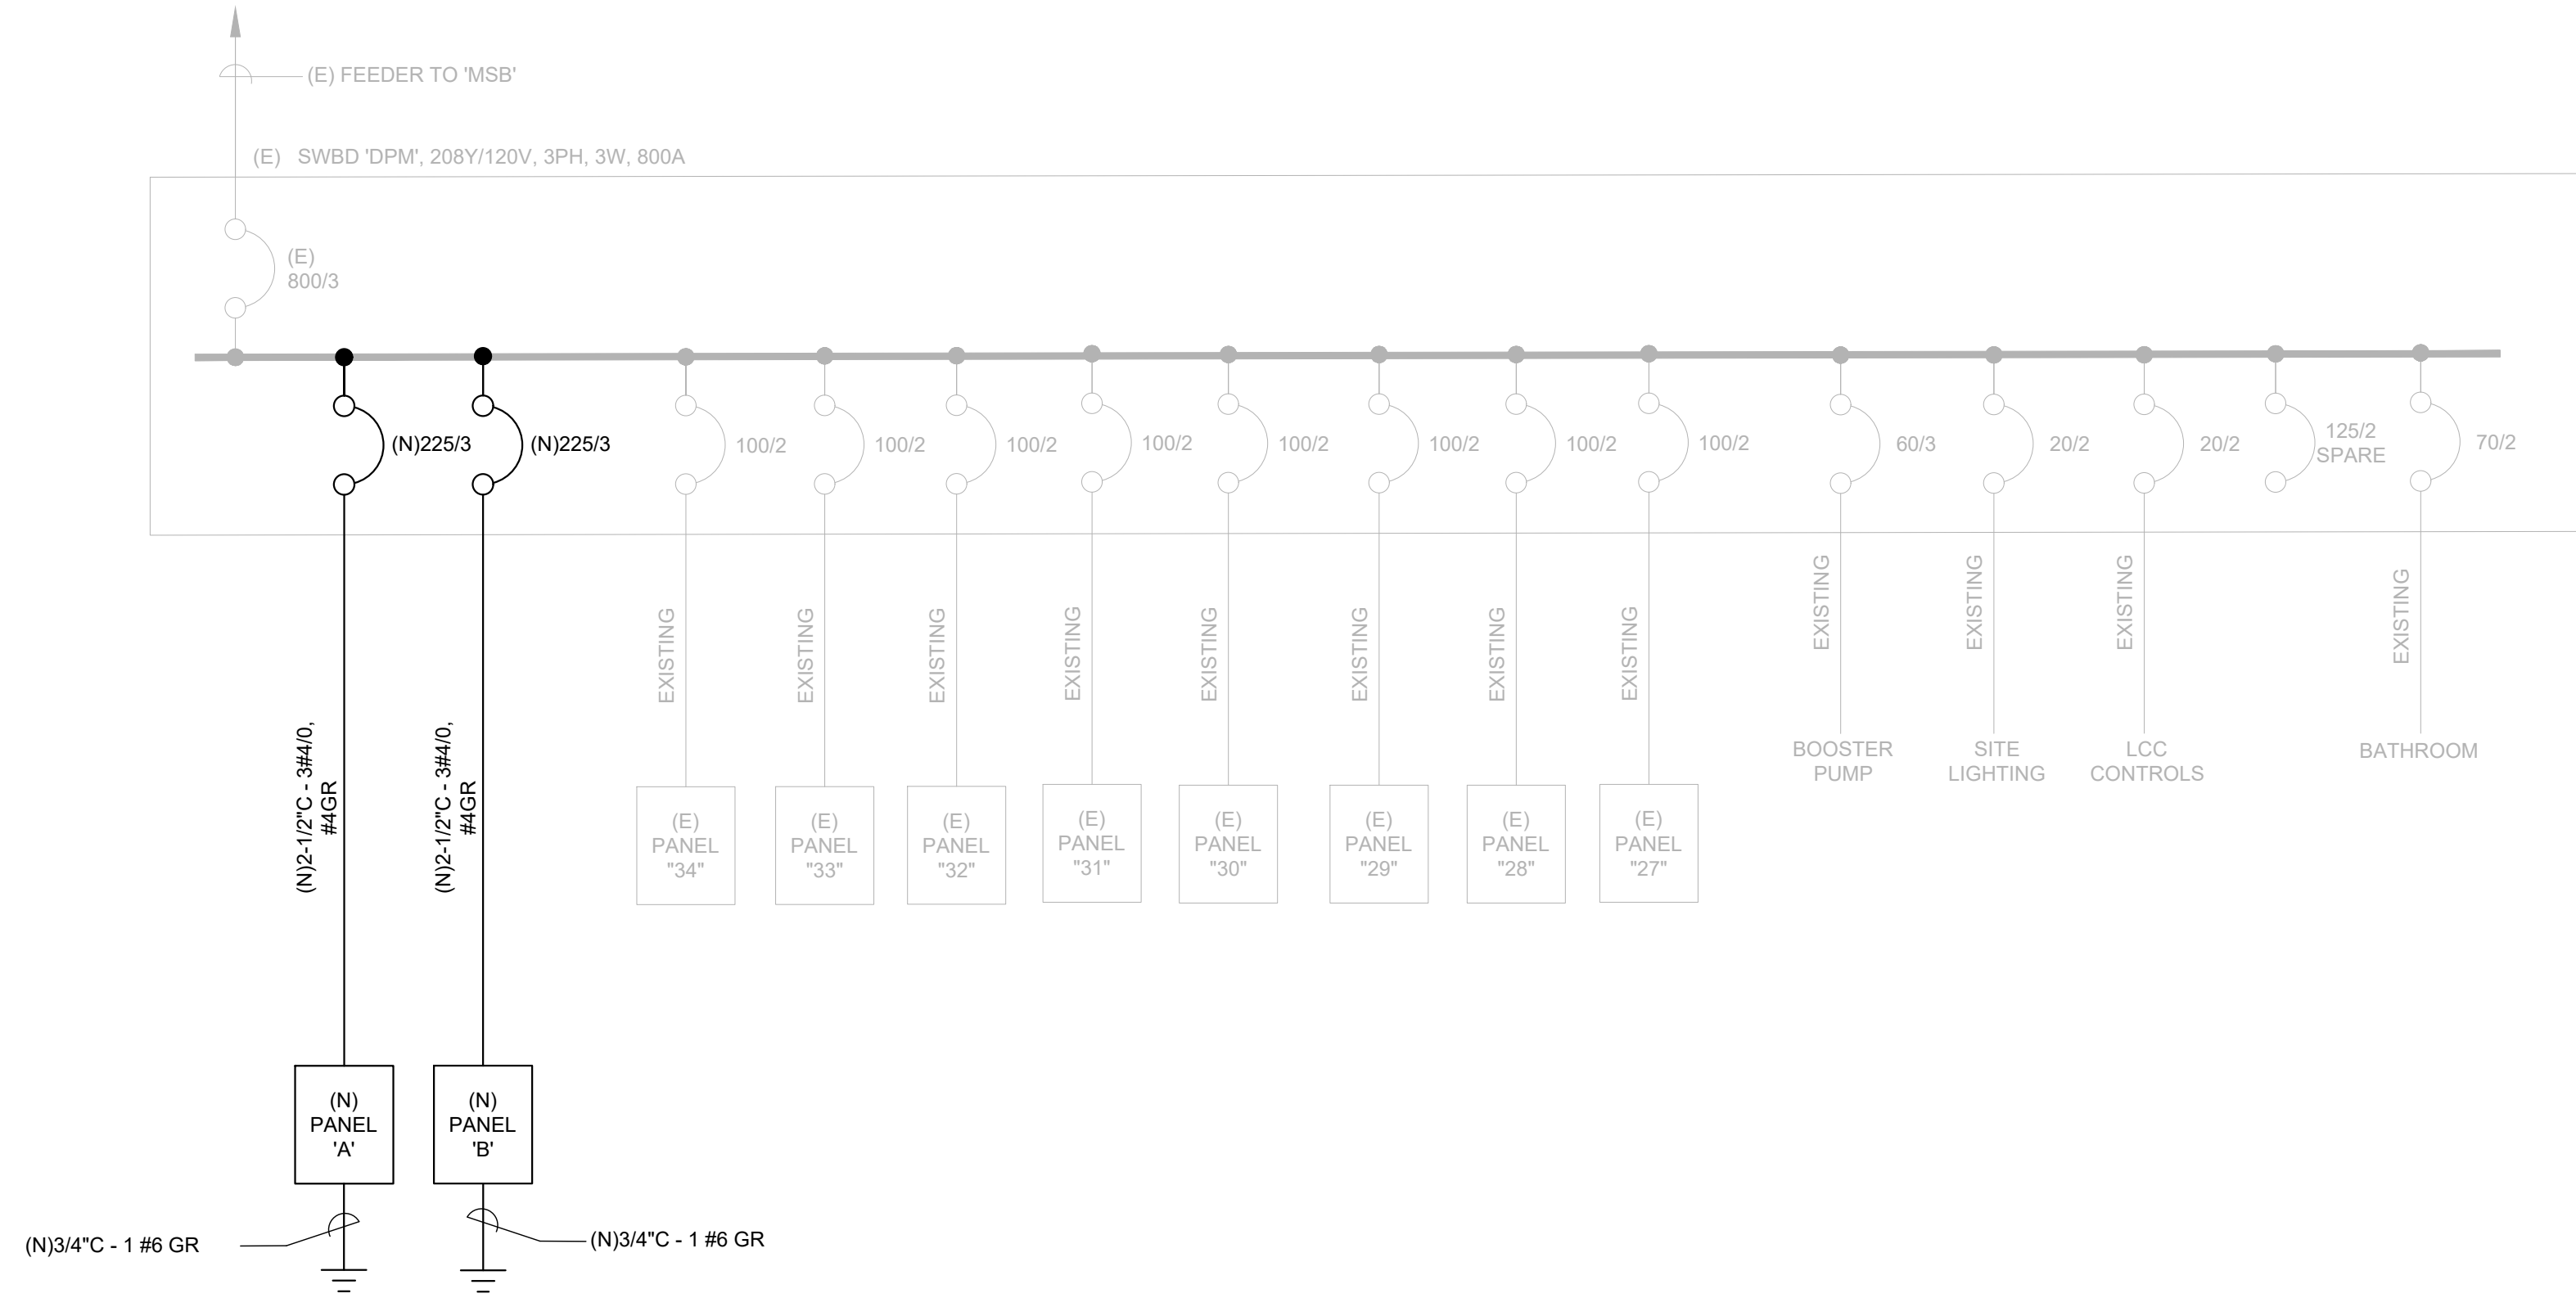 (E) FEEDER TO 'MSB'
(E) SWBD 'DPM', 208Y/120V, 3PH, 3W, 800A
(E)
800/3
(N)225/3
(N)225/3
100/2
100/2
100/2
100/2
100/2
100/2
100/2
100/2
60/3
20/2
20/2
125/2
SPARE
70/2
EXISTING
EXISTING
EXISTING
EXISTING
EXISTING
EXISTING
EXISTING
EXISTING
EXISTING
EXISTING
EXISTING
EXISTING
(N)2-1/2"C - 3#4/0,
#4GR
(N)2-1/2"C - 3#4/0,
#4GR
BOOSTER
PUMP
SITE
LIGHTING
LCC
CONTROLS
BATHROOM
(E)
PANEL
"34"
(E)
PANEL
"33"
(E)
PANEL
"32"
(E)
PANEL
"31"
(E)
PANEL
"30"
(E)
PANEL
"29"
(E)
PANEL
"28"
(E)
PANEL
"27"
(N)
PANEL
'A'
(N)
PANEL
'B'
(N)3/4"C - 1 #6 GR
(N)3/4"C - 1 #6 GR